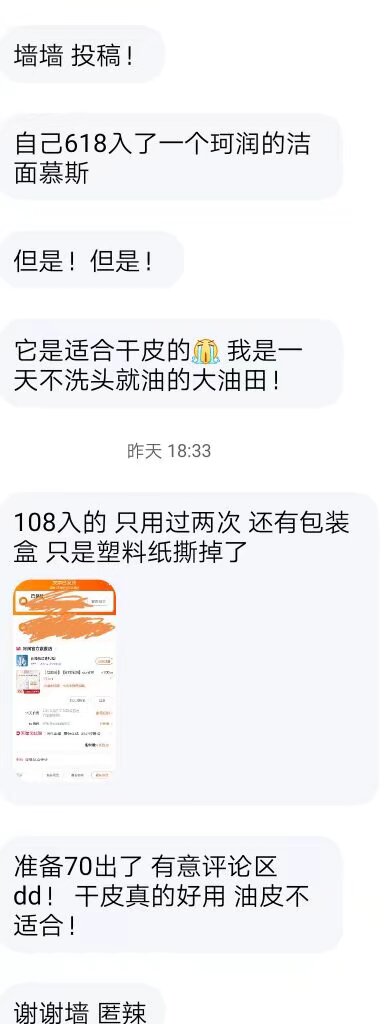 墙墙 投稿！
自己618入了一个珂润的洁
面慕斯
但是！但是！
它是适合干皮的😭 我是一
天不洗头就油的大油田！
昨天 18:33
108入的 只用过两次 还有包装
盒 只是塑料纸撕掉了
准备70出了 有意评论区
dd！ 干皮真的好用 油皮不
适合！
谢谢墙 匿辣